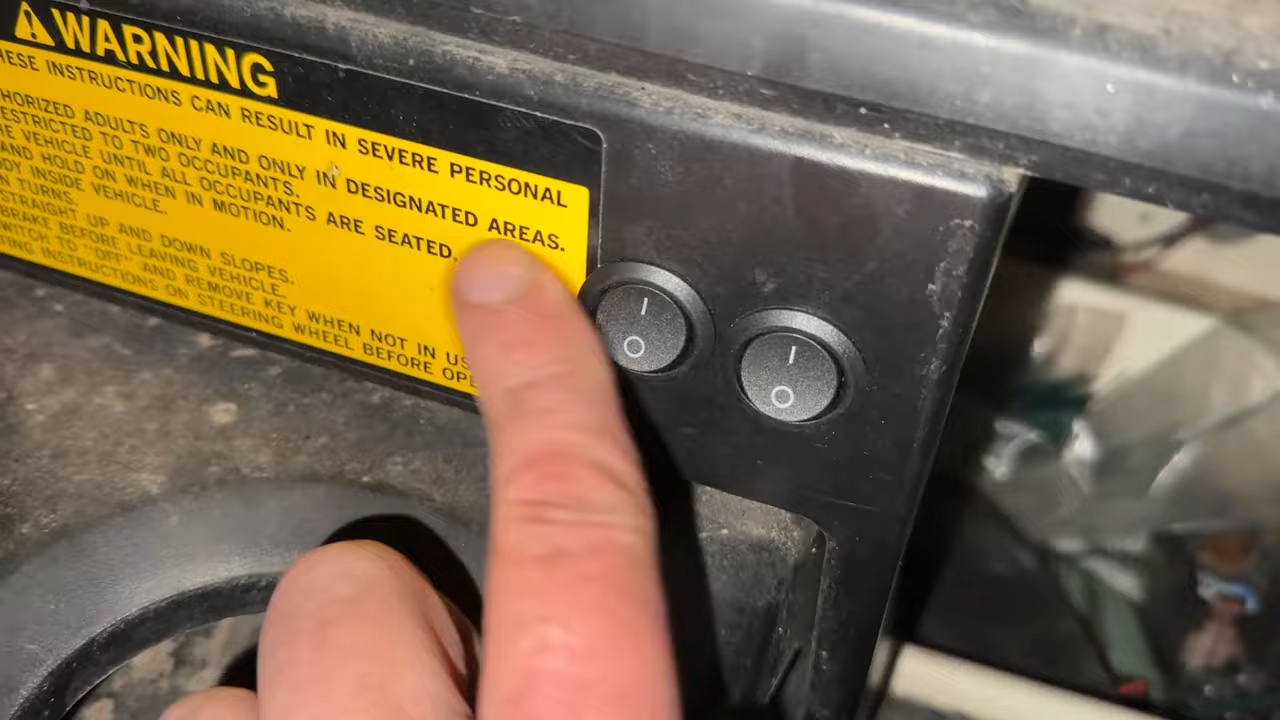 WARNING
HESE INSTRUCTIONS CAN RESULT IN SEVERE PERSONAL
HORIZED ADULTS ONLY AND ONLY IN DESIGNATED AREAS.
ESTRICTED TO TWO OCCUPANTS.
HE VEHICLE UNTIL ALL OCCUPANTS ARE SEATED.
AND HOLD ON WHEN IN MOTION.
ODY INSIDE VEHICLE.
N TURNS.
STRAIGHT UP AND DOWN SLOPES.
BRAKE BEFORE LEAVING VEHICLE.
WITCH TO "OFF" AND REMOVE KEY WHEN NOT IN US
TING INSTRUCTIONS ON STEERING WHEEL BEFORE OPE
I
O
I
O